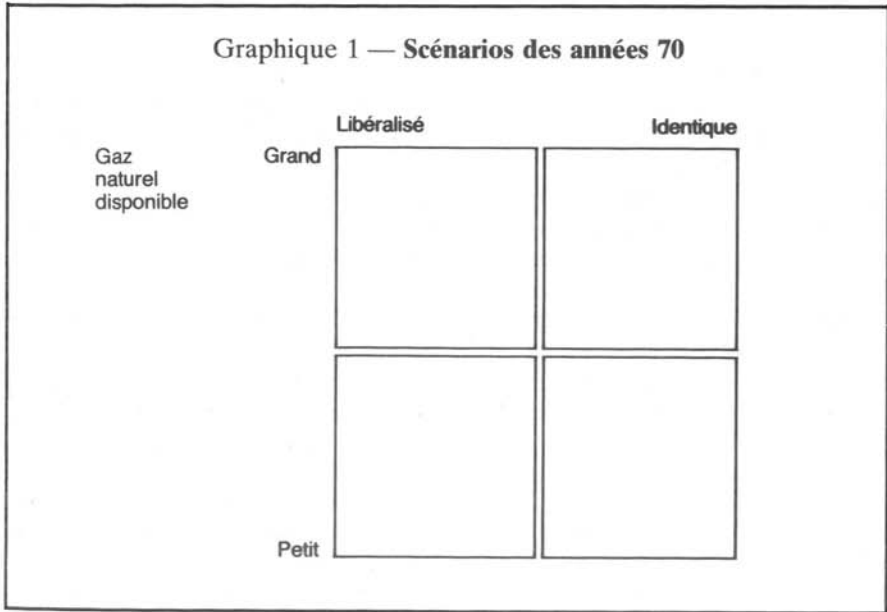 Graphique 1 — Scénarios des années 70
Libéralisé Identique
Gaz Grand
naturel
disponible
Petit